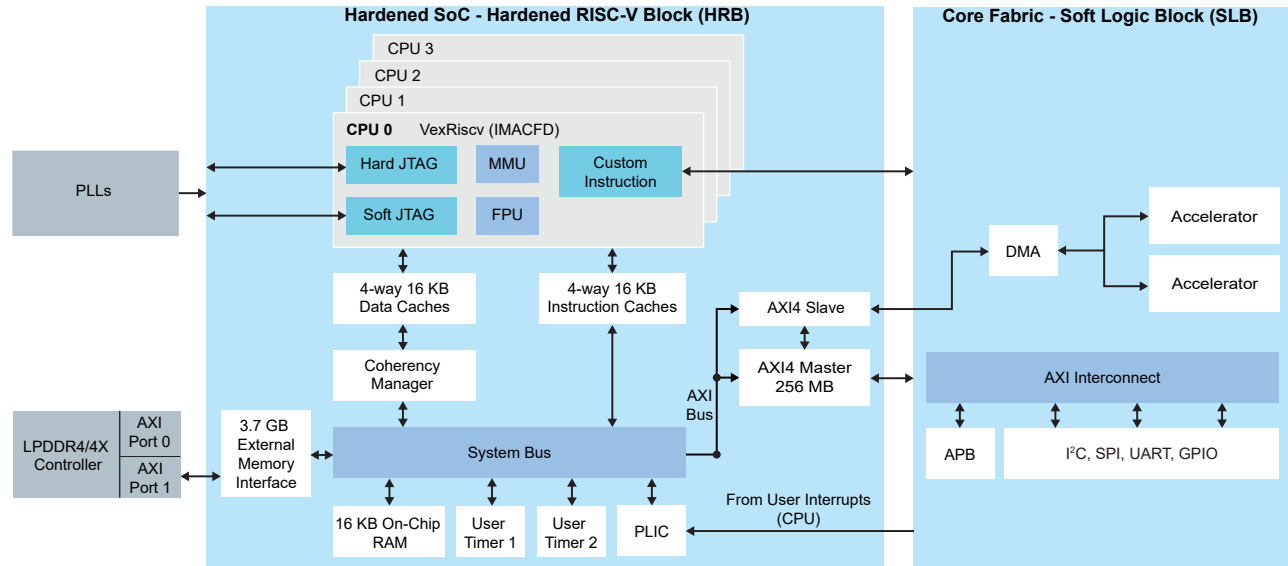 Hardened SoC - Hardened RISC-V Block (HRB)
Core Fabric - Soft Logic Block (SLB)
CPU 3
CPU 2
CPU 1
CPU 0 VexRiscv (IMACFD)
Hard JTAG
MMU
Custom
Instruction
Soft JTAG
FPU
PLLs
4-way 16 KB
Data Caches
4-way 16 KB
Instruction Caches
Coherency
Manager
AXI4 Slave
AXI4 Master
256 MB
AXI
Bus
DMA
Accelerator
Accelerator
AXI Interconnect
APB
I²C, SPI, UART, GPIO
LPDDR4/4X
Controller
AXI
Port 0
AXI
Port 1
3.7 GB
External
Memory
Interface
System Bus
16 KB On-Chip
RAM
User
Timer 1
User
Timer 2
PLIC
From User Interrupts
(CPU)